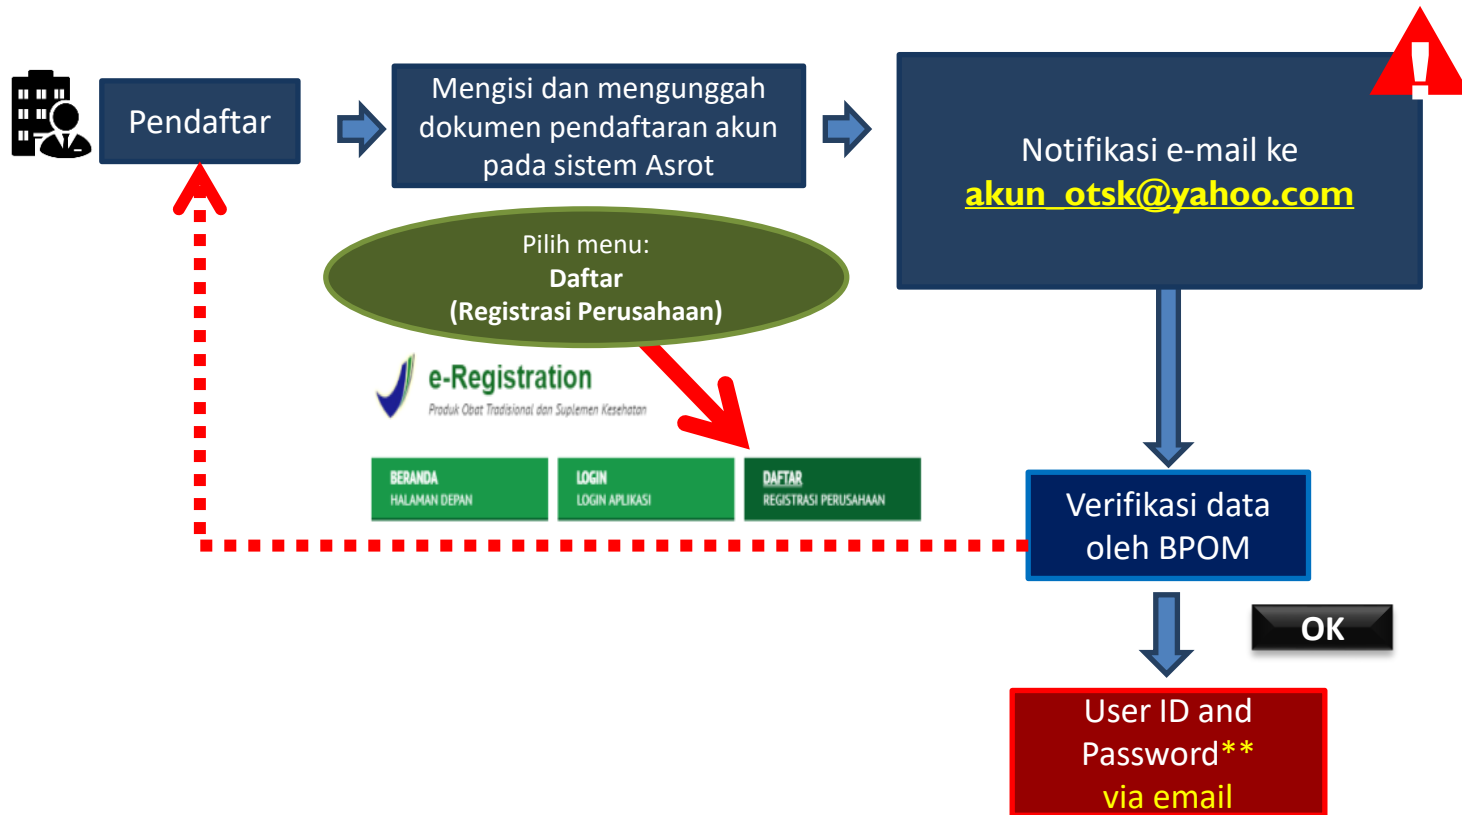 Pendaftar
Mengisi dan mengunggah
dokumen pendaftaran akun
pada sistem Asrot
!
Notifikasi e-mail ke
akun_otsk@yahoo.com
Pilih menu:
Daftar
(Registrasi Perusahaan)
e-Registration
Produk Obat Tradisional dan Suplemen Kesehatan
BERANDA
HALAMAN DEPAN
LOGIN
LOGIN APLIKASI
DAFTAR
REGISTRASI PERUSAHAAN
Verifikasi data
oleh BPOM
OK
User ID and
Password**
via email